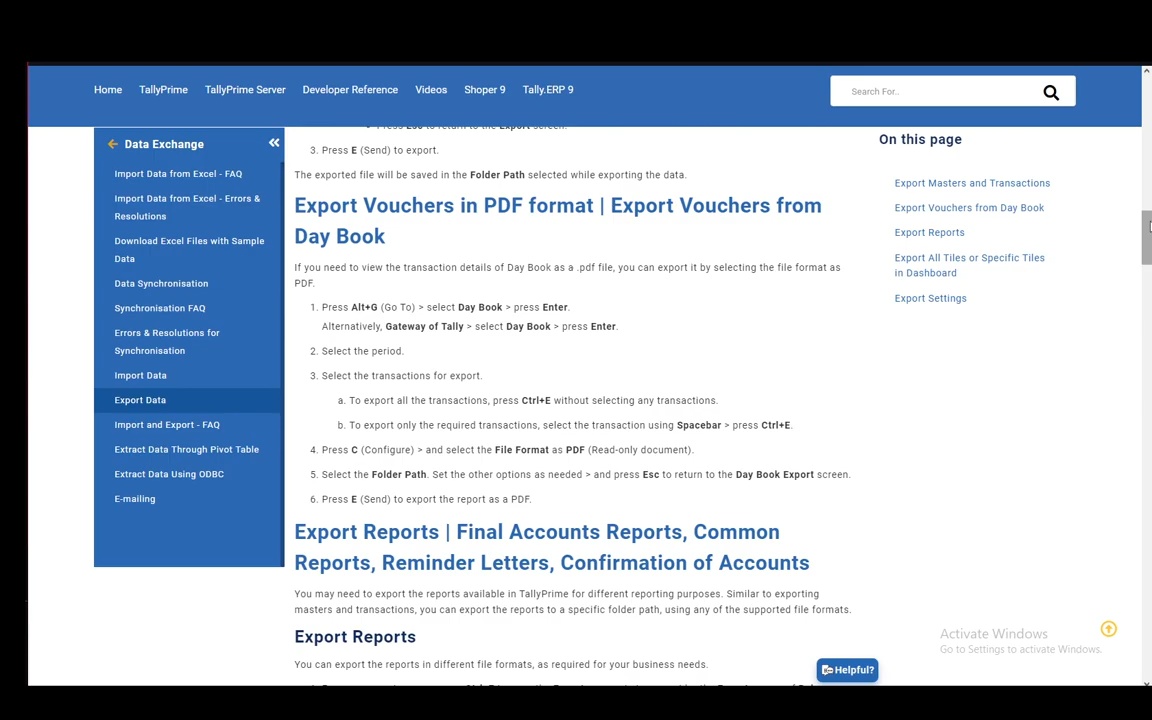 Home TallyPrime TallyPrime Server Developer Reference Videos Shoper 9 Tally.ERP 9
Search For..
Data Exchange
Import Data from Excel - FAQ
Import Data from Excel - Errors &
Resolutions
Download Excel Files with Sample
Data
Data Synchronisation
Synchronisation FAQ
Errors & Resolutions for
Synchronisation
Import Data
Export Data
Import and Export - FAQ
Extract Data Through Pivot Table
Extract Data Using ODBC
E-mailing
Press Esc to return to the Export screen.
3. Press E (Send) to export.
The exported file will be saved in the Folder Path selected while exporting the data.
Export Vouchers in PDF format | Export Vouchers from
Day Book
If you need to view the transaction details of Day Book as a .pdf file, you can export it by selecting the file format as
PDF.
1. Press Alt+G (Go To) > select Day Book > press Enter.
Alternatively, Gateway of Tally > select Day Book > press Enter.
2. Select the period.
3. Select the transactions for export.
a. To export all the transactions, press Ctrl+E without selecting any transactions.
b. To export only the required transactions, select the transaction using Spacebar > press Ctrl+E.
4. Press C (Configure) > and select the File Format as PDF (Read-only document).
5. Select the Folder Path. Set the other options as needed > and press Esc to return to the Day Book Export screen.
6. Press E (Send) to export the report as a PDF.
Export Reports | Final Accounts Reports, Common
Reports, Reminder Letters, Confirmation of Accounts
You may need to export the reports available in TallyPrime for different reporting purposes. Similar to exporting
masters and transactions, you can export the reports to a specific folder path, using any of the supported file formats.
Export Reports
You can export the reports in different file formats, as required for your business needs.
On this page
Export Masters and Transactions
Export Vouchers from Day Book
Export Reports
Export All Tiles or Specific Tiles
in Dashboard
Export Settings
Activate Windows
Go to Settings to activate Windows.
Helpful?